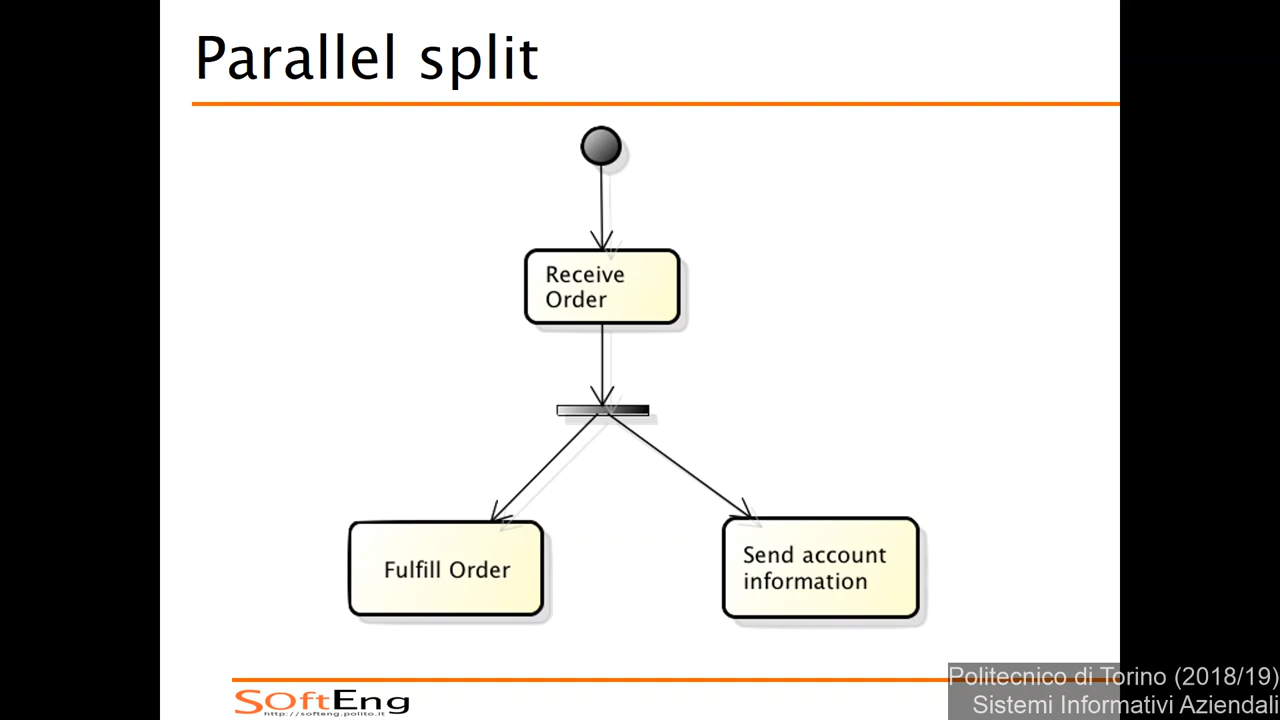 Parallel split
Receive
Order
Fulfill Order
Send account
information
SoftEng
http://softeng.polito.it
Politecnico di Torino (2018/19)
Sistemi Informativi Aziendali